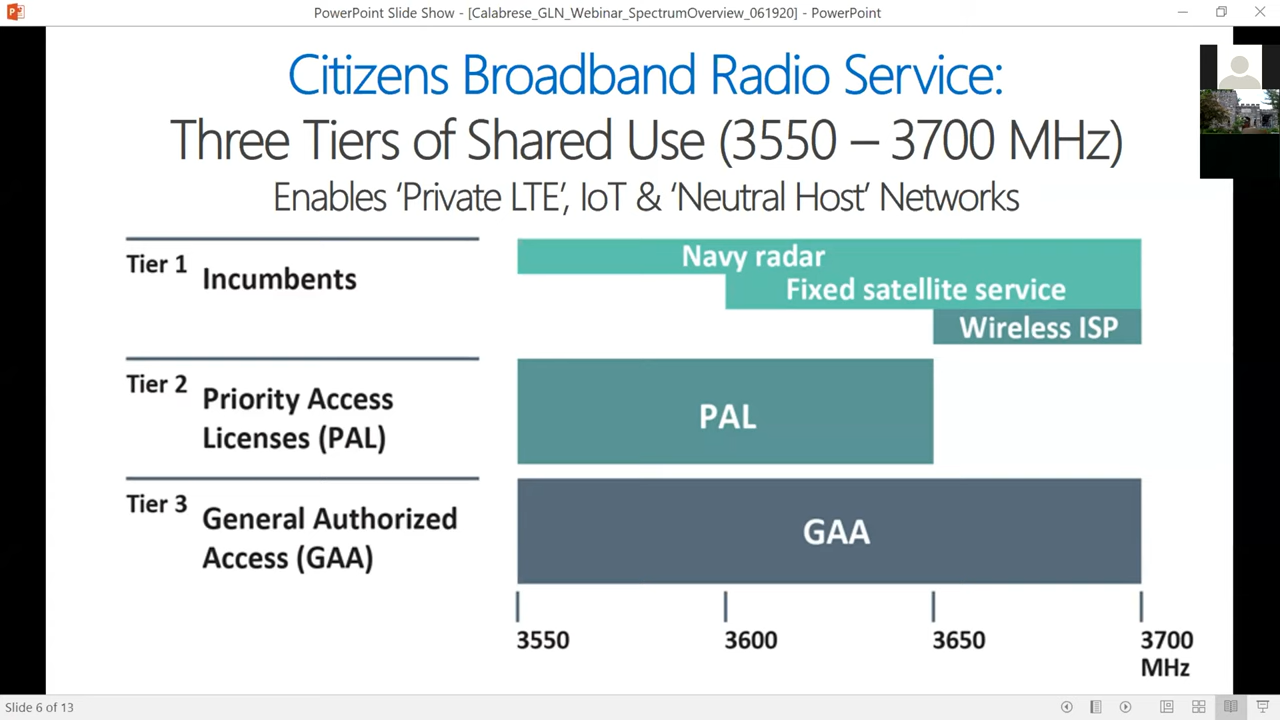 PowerPoint Slide Show - [Calabrese_GLN_Webinar_SpectrumOverview_061920] - PowerPoint
Citizens Broadband Radio Service:
Three Tiers of Shared Use (3550 – 3700 MHz)
Enables ‘Private LTE’, IoT & ‘Neutral Host’ Networks
Tier 1
Incumbents
Navy radar
Fixed satellite service
Wireless ISP
Tier 2
Priority Access
Licenses (PAL)
PAL
Tier 3
General Authorized
Access (GAA)
GAA
3550
3600
3650
3700
MHz
Slide 6 of 13